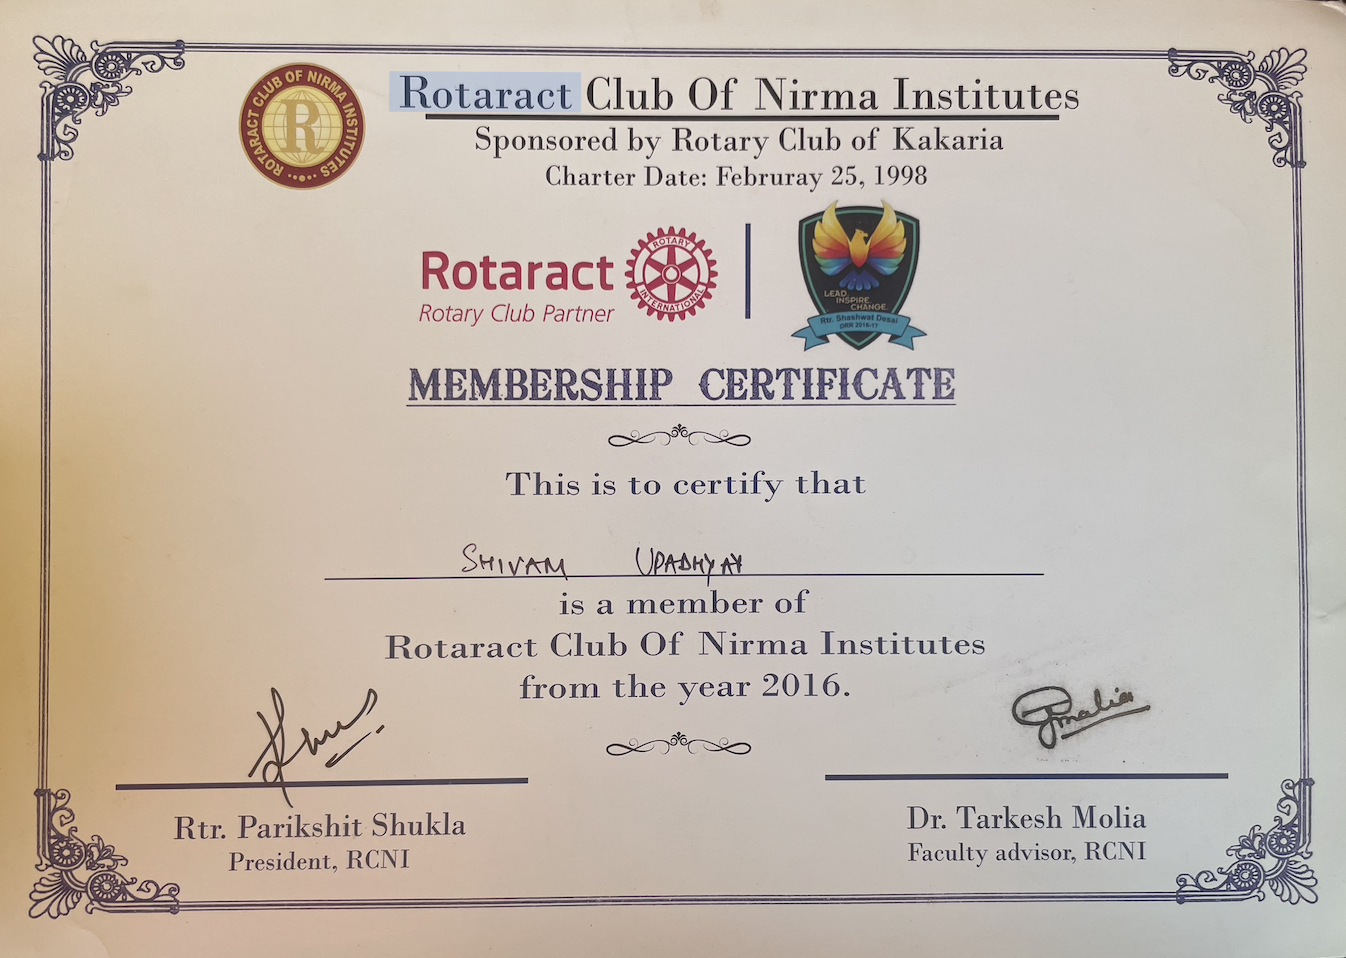 ROTARACT CLUB OF NIRMA INSTITUTES
R
Rotaract Club Of Nirma Institutes
Sponsored by Rotary Club of Kakaria
Charter Date: Februray 25, 1998
Rotaract
Rotary Club Partner
ROTARY
INTERNATIONAL
LEAD
INSPIRE
CHANGE
Rtr. Shashwat Desai
DRR 2016-17
MEMBERSHIP CERTIFICATE
This is to certify that
SHIVAM UPADHYAY
is a member of
Rotaract Club Of Nirma Institutes
from the year 2016.
Rtr. Parikshit Shukla
President, RCNI
Dr. Tarkesh Molia
Faculty advisor, RCNI